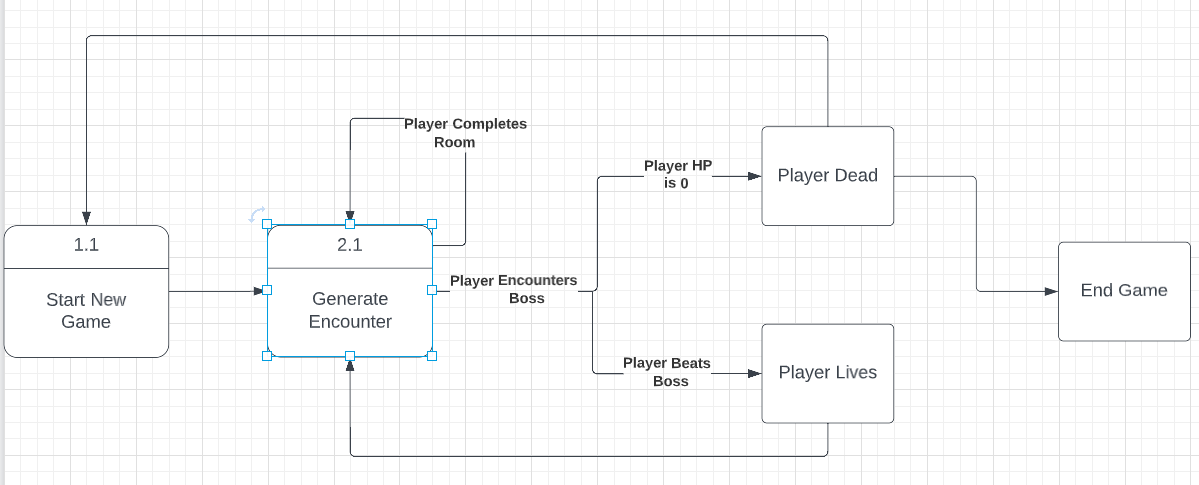 Player Completes
Room
Player HP
is 0
Player Dead
1.1
Start New
Game
2.1
Generate
Encounter
Player Encounters
Boss
End Game
Player Beats
Boss
Player Lives